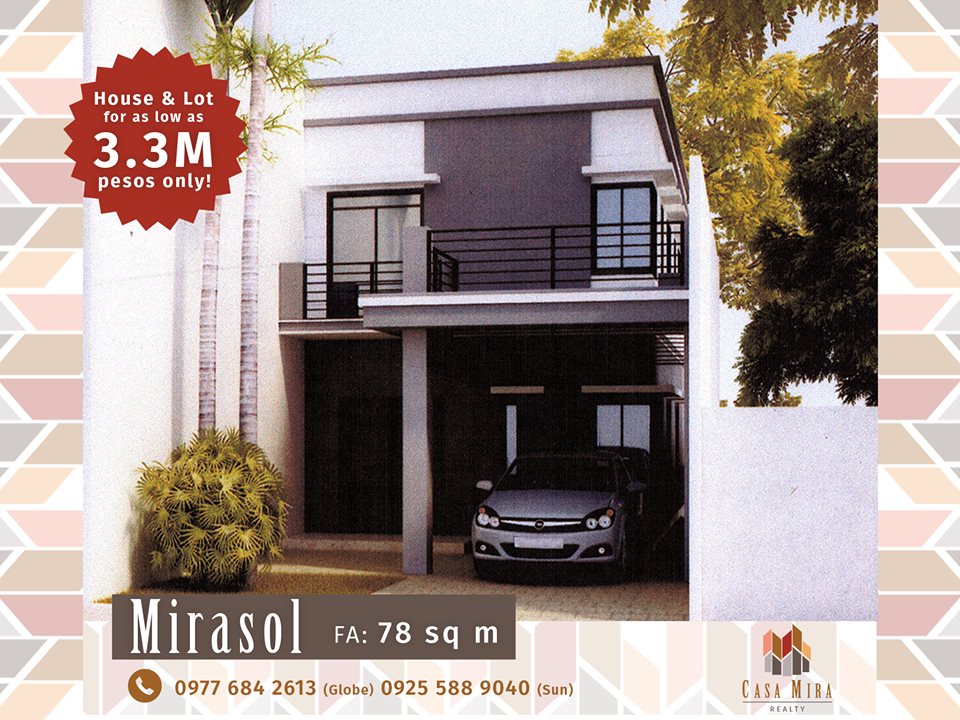 House & Lot
for as low as
3.3M
pesos only!
Mirasol FA: 78 sq m
0977 684 2613 (Globe) 0925 588 9040 (Sun)
CASA MIRA
REALTY